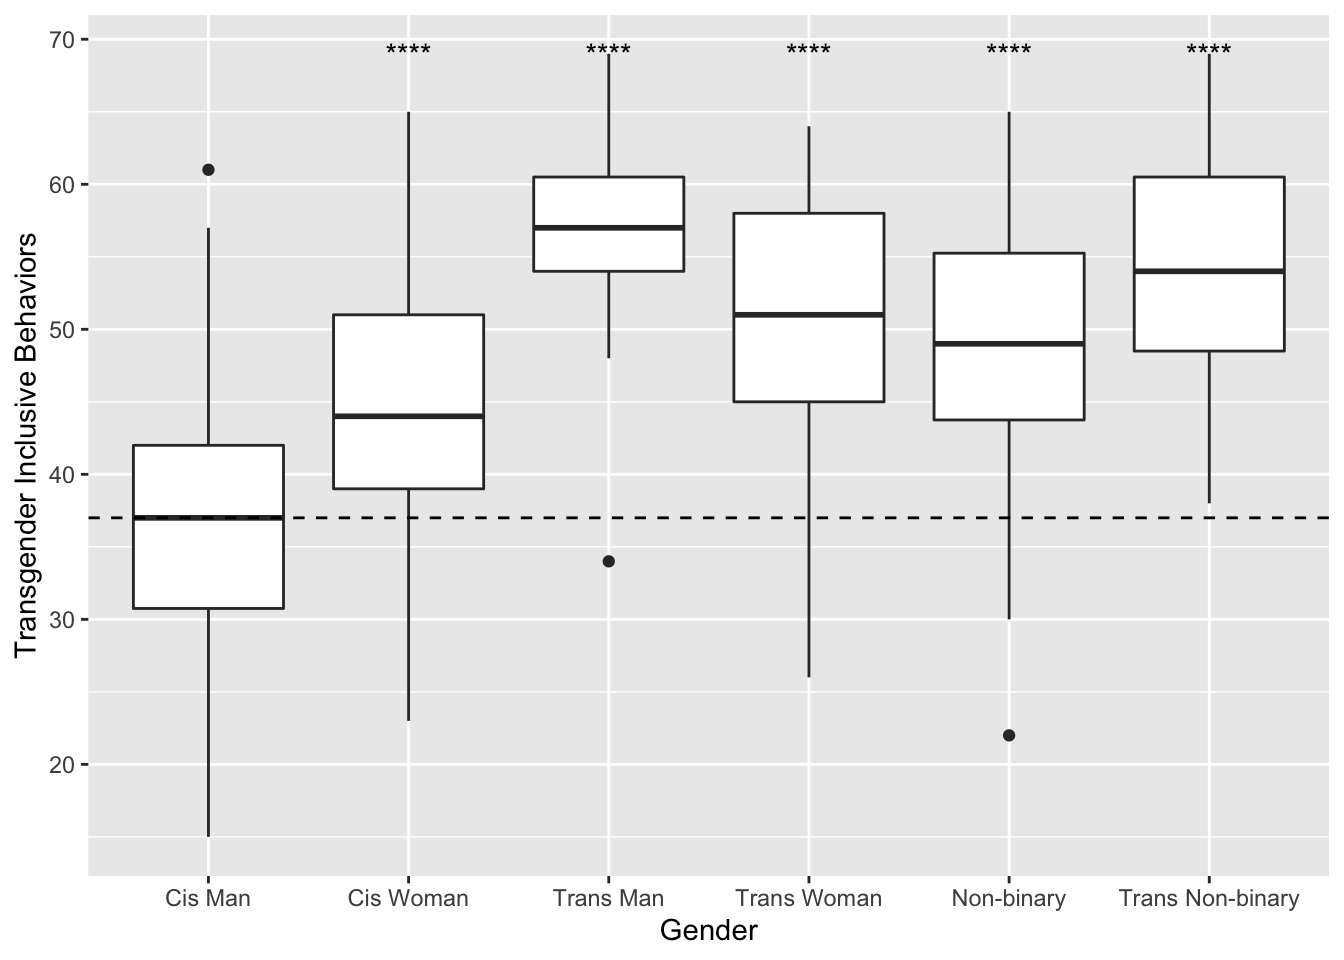 70
**** **** **** **** ****
60
50
40
30
20
Transgender Inclusive Behaviors
Cis Man Cis Woman Trans Man Trans Woman Non-binary Trans Non-binary
Gender